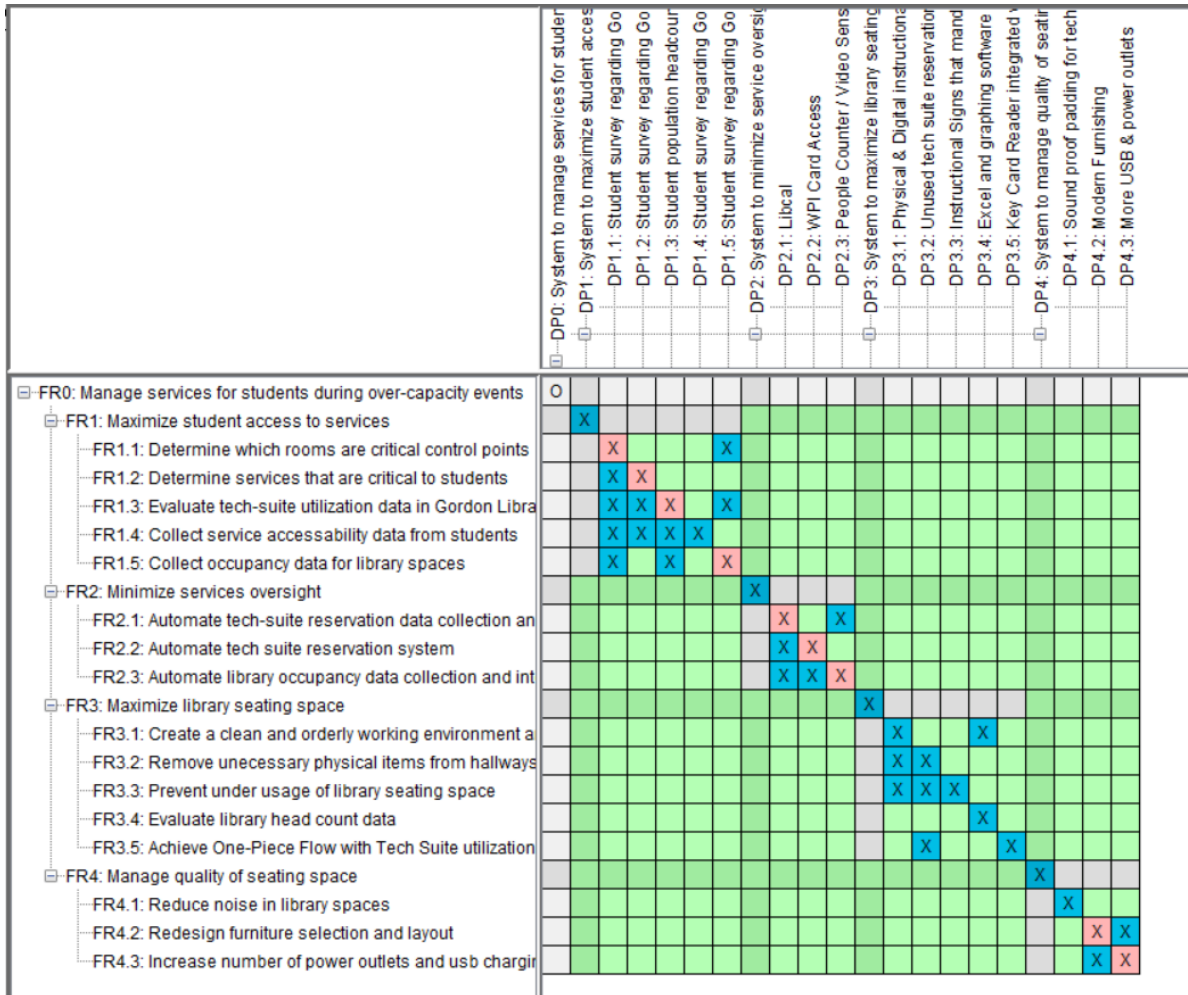 DP0: System to manage services for studen
DP1: System to maximize student acces
DP1.1: Student survey regarding Go
DP1.2: Student survey regarding Go
DP1.3: Student population headcoun
DP1.4: Student survey regarding Go
DP1.5: Student survey regarding Go
DP2: System to minimize service oversig
DP2.1: Libcal
DP2.2: WPI Card Access
DP2.3: People Counter / Video Sens
DP3: System to maximize library seating
DP3.1: Physical & Digital instructiona
DP3.2: Unused tech suite reservation
DP3.3: Instructional Signs that mand
DP3.4: Excel and graphing software
DP3.5: Key Card Reader integrated
DP4: System to manage quality of seatin
DP4.1: Sound proof padding for tech
DP4.2: Modern Furnishing
DP4.3: More USB & power outlets
FR0: Manage services for students during over-capacity events O
FR1: Maximize student access to services X
FR1.1: Determine which rooms are critical control points X X
FR1.2: Determine services that are critical to students X X
FR1.3: Evaluate tech-suite utilization data in Gordon Libra X X X X
FR1.4: Collect service accessability data from students X X X X
FR1.5: Collect occupancy data for library spaces X X X
FR2: Minimize services oversight X
FR2.1: Automate tech-suite reservation data collection an X X
FR2.2: Automate tech suite reservation system X X
FR2.3: Automate library occupancy data collection and int X X X
FR3: Maximize library seating space X
FR3.1: Create a clean and orderly working environment a X X
FR3.2: Remove unecessary physical items from hallways X X
FR3.3: Prevent under usage of library seating space X X X
FR3.4: Evaluate library head count data X
FR3.5: Achieve One-Piece Flow with Tech Suite utilization X X
FR4: Manage quality of seating space X
FR4.1: Reduce noise in library spaces X
FR4.2: Redesign furniture selection and layout X X
FR4.3: Increase number of power outlets and usb chargin X X